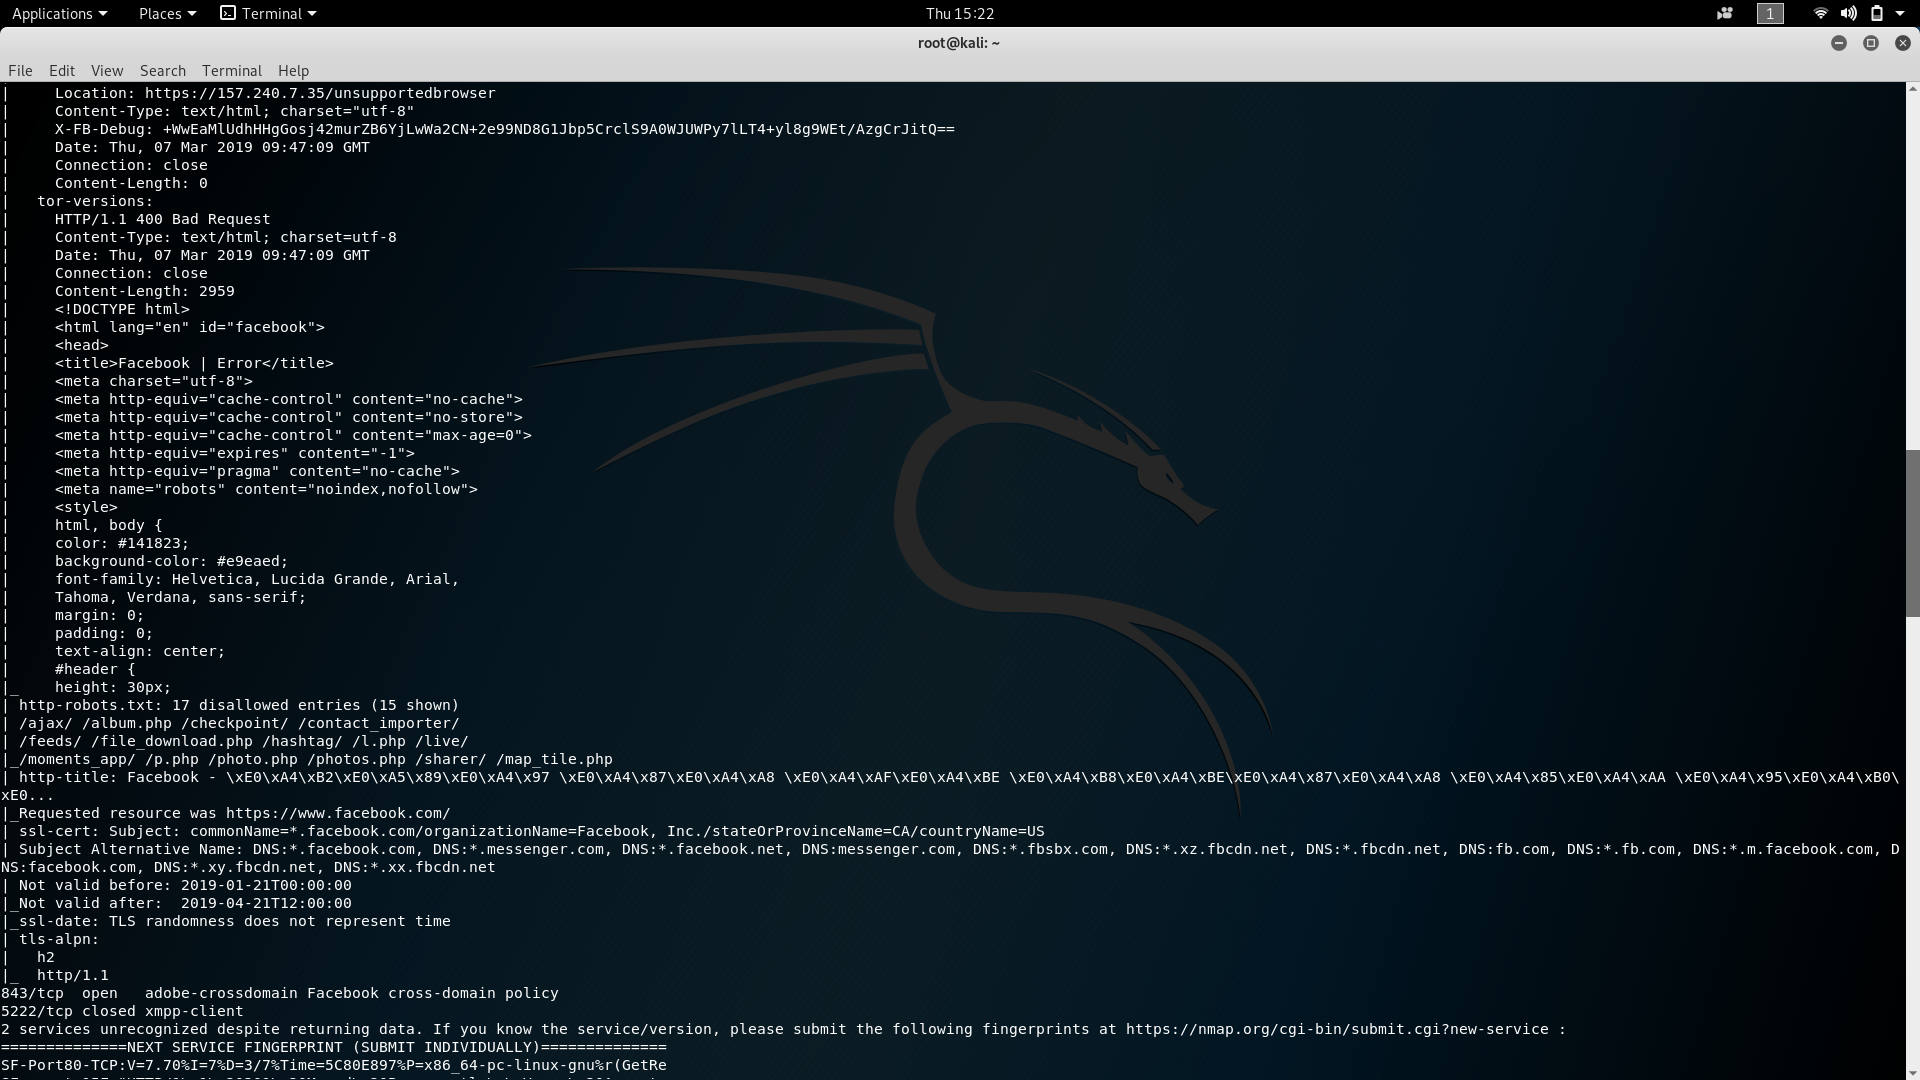 Applications Places Terminal Thu 15:22 1
root@kali: ~
File Edit View Search Terminal Help
|     Location: https://157.240.7.35/unsupportedbrowser
|     Content-Type: text/html; charset="utf-8"
|     X-FB-Debug: +WwEaMlUdhHHgGosj42murZB6YjLwWa2CN+2e99ND8G1Jbp5CrclS9A0WJUWPy7lLT4+yl8g9WEt/AzgCrJitQ==
|     Date: Thu, 07 Mar 2019 09:47:09 GMT
|     Connection: close
|     Content-Length: 0
|   tor-versions:
|     HTTP/1.1 400 Bad Request
|     Content-Type: text/html; charset=utf-8
|     Date: Thu, 07 Mar 2019 09:47:09 GMT
|     Connection: close
|     Content-Length: 2959
|     <!DOCTYPE html>
|     <html lang="en" id="facebook">
|     <head>
|     <title>Facebook | Error</title>
|     <meta charset="utf-8">
|     <meta http-equiv="cache-control" content="no-cache">
|     <meta http-equiv="cache-control" content="no-store">
|     <meta http-equiv="cache-control" content="max-age=0">
|     <meta http-equiv="expires" content="-1">
|     <meta http-equiv="pragma" content="no-cache">
|     <meta name="robots" content="noindex,nofollow">
|     <style>
|     html, body {
|     color: #141823;
|     background-color: #e9eaed;
|     font-family: Helvetica, Lucida Grande, Arial,
|     Tahoma, Verdana, sans-serif;
|     margin: 0;
|     padding: 0;
|     text-align: center;
|     #header {
|_    height: 30px;
| http-robots.txt: 17 disallowed entries (15 shown)
| /ajax/ /album.php /checkpoint/ /contact_importer/
| /feeds/ /file_download.php /hashtag/ /l.php /live/
|_/moments_app/ /p.php /photo.php /photos.php /sharer/ /map_tile.php
| http-title: Facebook - \xE0\xA4\xB2\xE0\xA5\x89\xE0\xA4\x97 \xE0\xA4\x87\xE0\xA4\xA8 \xE0\xA4\xAF\xE0\xA4\xBE \xE0\xA4\xB8\xE0\xA4\xBE\xE0\xA4\x87\xE0\xA4\xA8 \xE0\xA4\x85\xE0\xA4\xAA \xE0\xA4\x95\xE0\xA4\xB0\
xE0...
|_Requested resource was https://www.facebook.com/
| ssl-cert: Subject: commonName=*.facebook.com/organizationName=Facebook, Inc./stateOrProvinceName=CA/countryName=US
| Subject Alternative Name: DNS:*.facebook.com, DNS:*.messenger.com, DNS:*.facebook.net, DNS:messenger.com, DNS:*.fbsbx.com, DNS:*.xz.fbcdn.net, DNS:*.fbcdn.net, DNS:fb.com, DNS:*.fb.com, DNS:*.m.facebook.com, D
NS:facebook.com, DNS:*.xy.fbcdn.net, DNS:*.xx.fbcdn.net
| Not valid before: 2019-01-21T00:00:00
|_Not valid after:  2019-04-21T12:00:00
|_ssl-date: TLS randomness does not represent time
| tls-alpn:
|   h2
|_  http/1.1
843/tcp  open   adobe-crossdomain Facebook cross-domain policy
5222/tcp closed xmpp-client
2 services unrecognized despite returning data. If you know the service/version, please submit the following fingerprints at https://nmap.org/cgi-bin/submit.cgi?new-service :
==============NEXT SERVICE FINGERPRINT (SUBMIT INDIVIDUALLY)==============
SF-Port80-TCP:V=7.70%I=7%D=3/7%Time=5C80E897%P=x86_64-pc-linux-gnu%r(GetRe